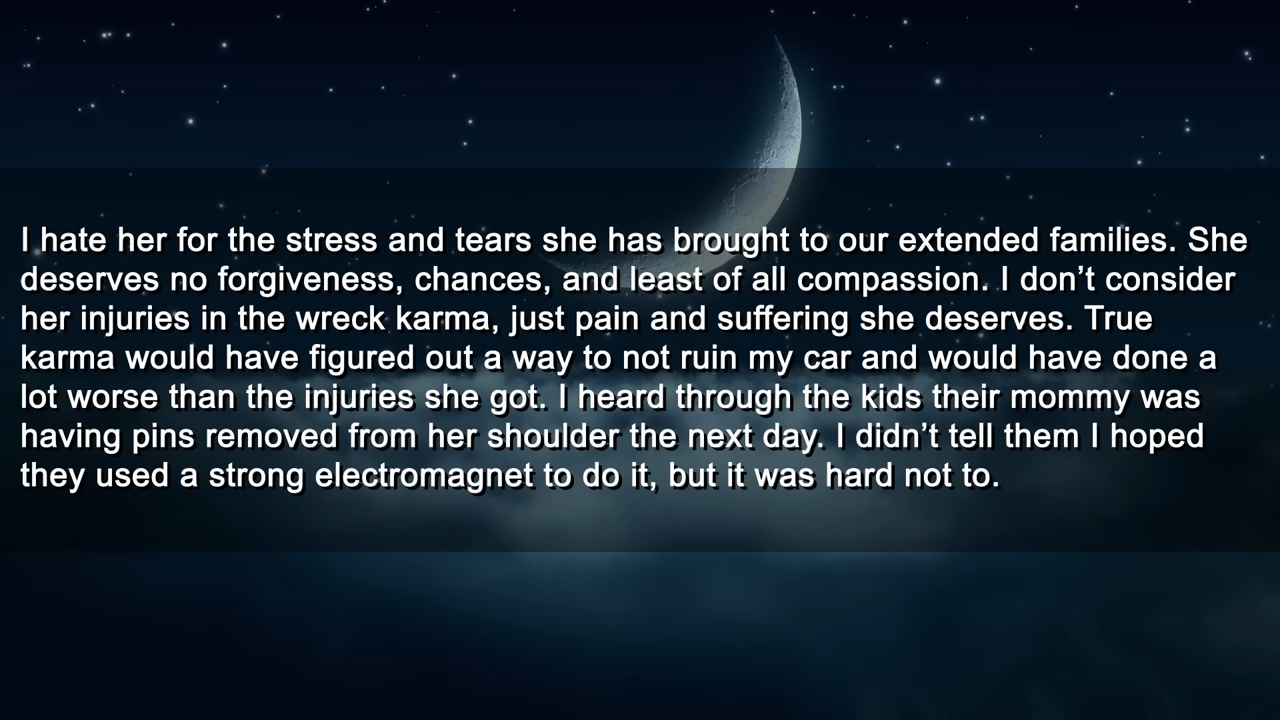 I hate her for the stress and tears she has brought to our extended families. She
deserves no forgiveness, chances, and least of all compassion. I don’t consider
her injuries in the wreck karma, just pain and suffering she deserves. True
karma would have figured out a way to not ruin my car and would have done a
lot worse than the injuries she got. I heard through the kids their mommy was
having pins removed from her shoulder the next day. I didn’t tell them I hoped
they used a strong electromagnet to do it, but it was hard not to.